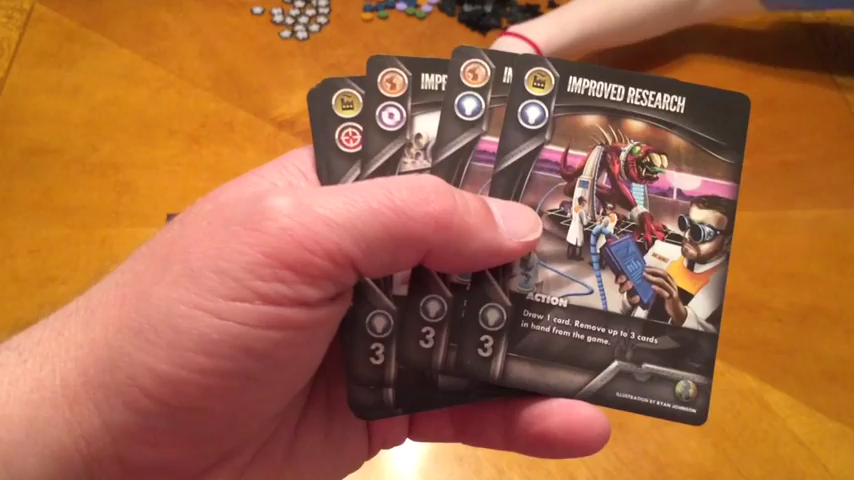 IMPE
IMPROVED RESEARCH
ACTION
Draw 1 card. Remove up to 3 cards
in hand from the game.
3
3
3
ILLUSTRATION BY RYAN JOHNSON